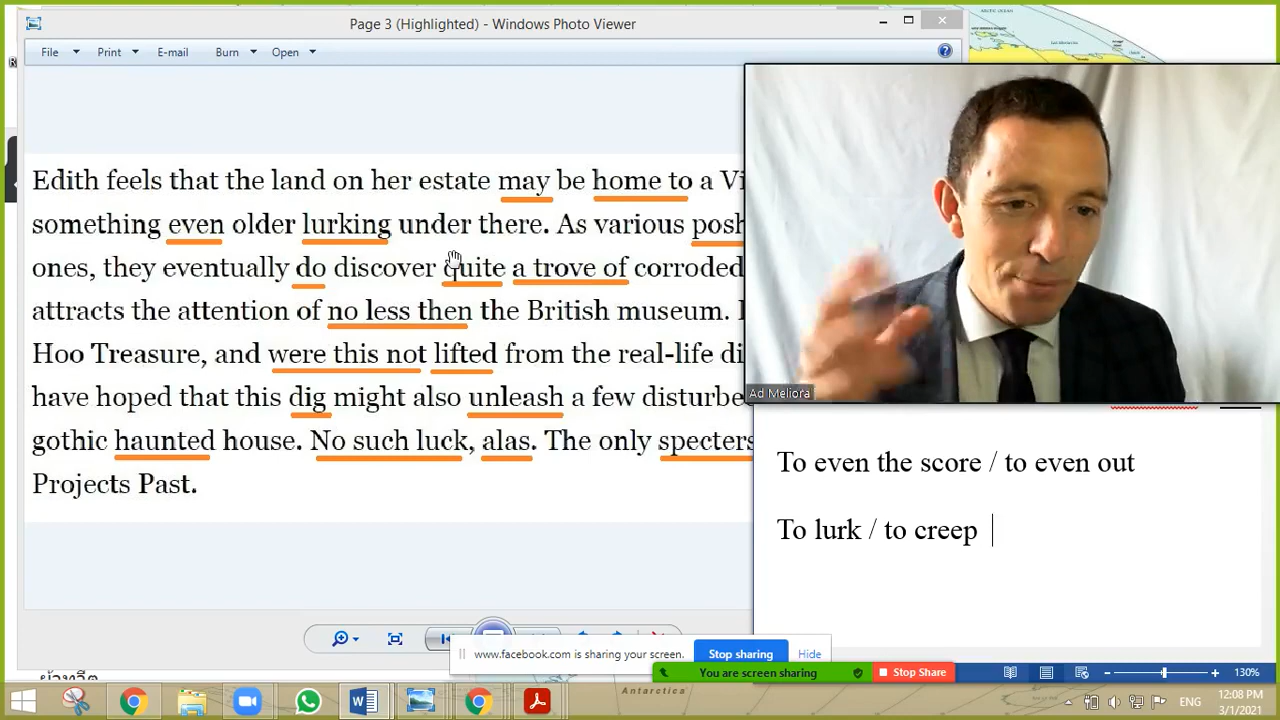 Page 3 (Highlighted) - Windows Photo Viewer
File Print E-mail Burn Open
Edith feels that the land on her estate may be home to a Vi
something even older lurking under there. As various posh
ones, they eventually do discover quite a trove of corroded
attracts the attention of no less then the British museum.
Hoo Treasure, and were this not lifted from the real-life di
have hoped that this dig might also unleash a few disturbe
gothic haunted house. No such luck, alas. The only specters
Projects Past.
Ad Meliora
To even the score / to even out
To lurk / to creep
www.facebook.com is sharing your screen. Stop sharing Hide
You are screen sharing Stop Share
130%
Antarctica
ENG
12:08 PM
3/1/2021